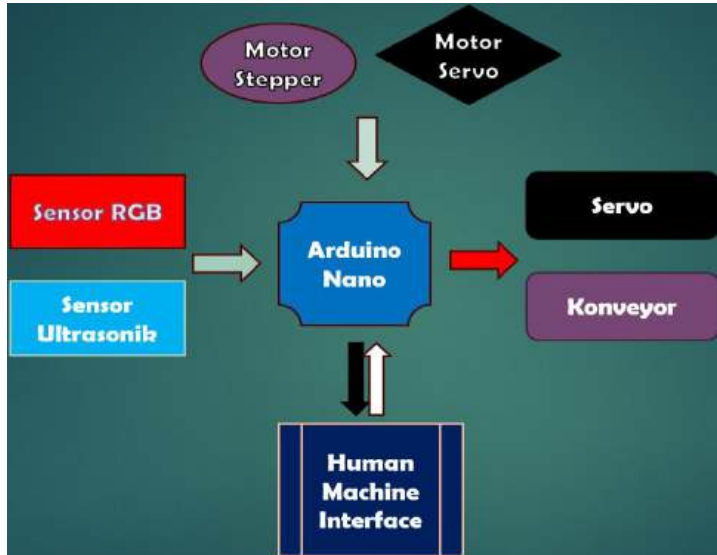 Motor
Stepper
Motor
Servo
Sensor RGB
Sensor
Ultrasonik
Arduino
Nano
Servo
Konveyor
Human
Machine
Interface